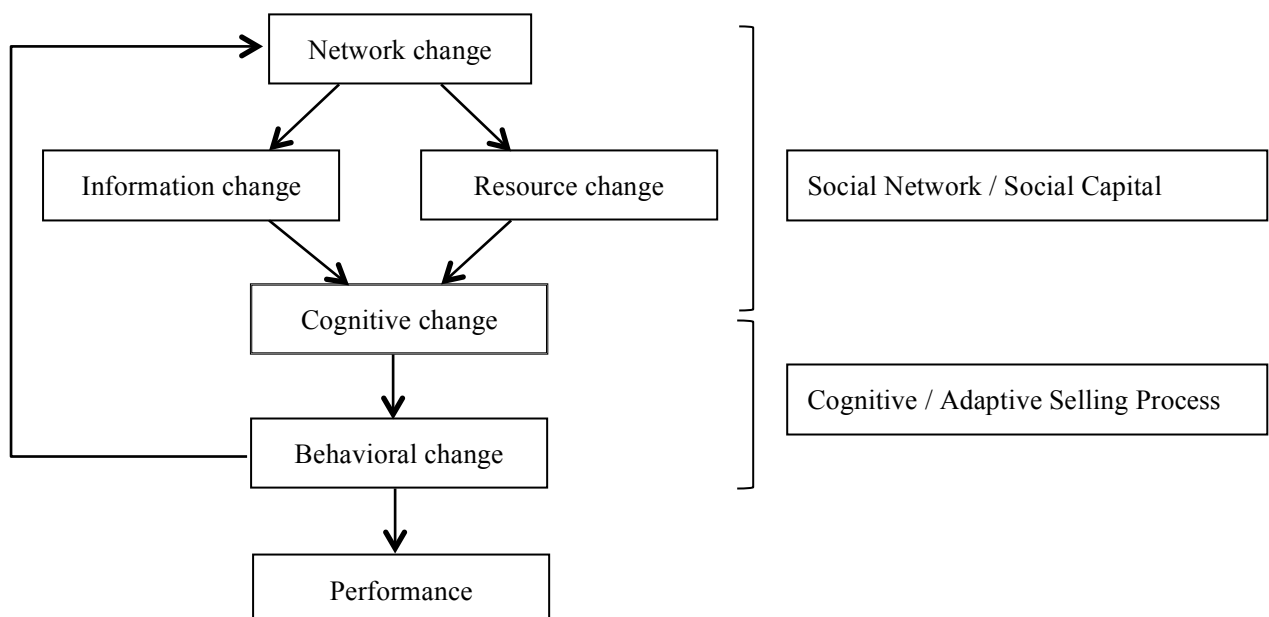 Network change
Information change
Resource change
Social Network / Social Capital
Cognitive change
Cognitive / Adaptive Selling Process
Behavioral change
Performance